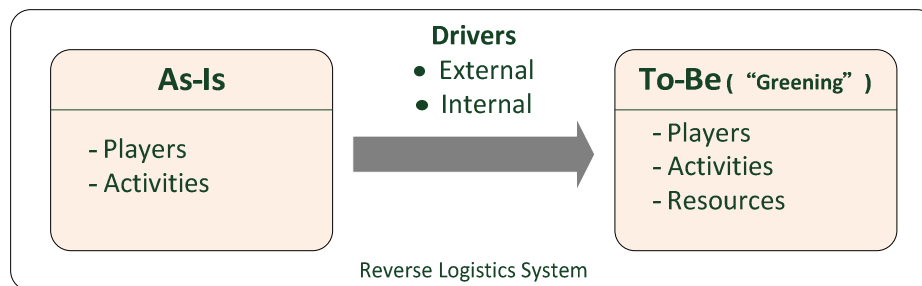 As-Is
- Players
- Activities
Drivers
● External
● Internal
To-Be ( “Greening” )
- Players
- Activities
- Resources
Reverse Logistics System